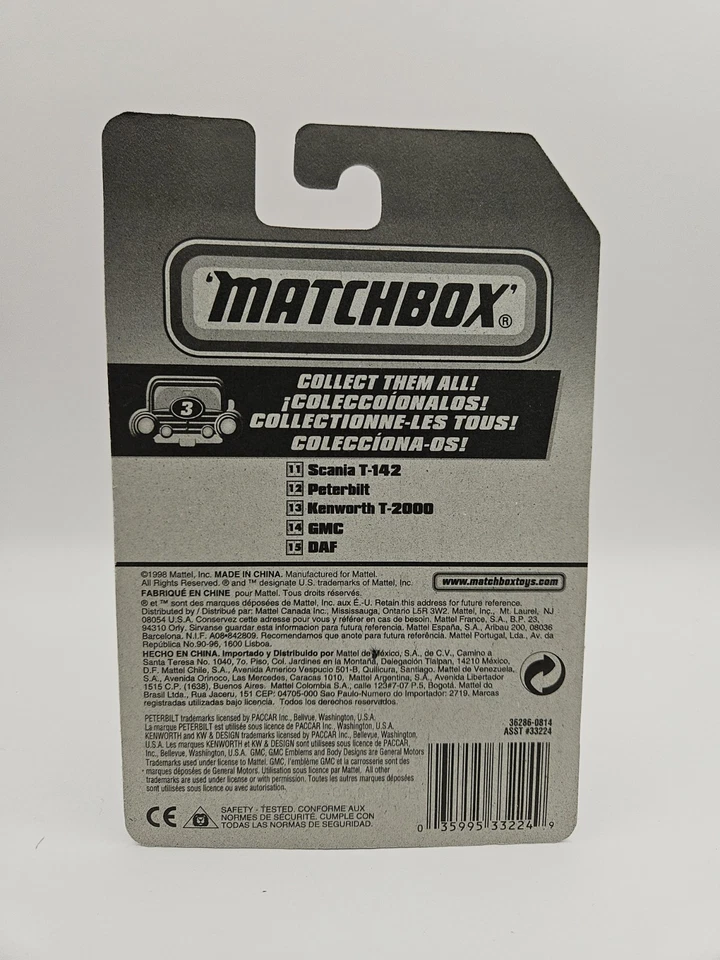 'MATCHBOX'®
3
COLLECT THEM ALL!
¡COLECCOÍONALOS!
COLLECTIONNE-LES TOUS!
COLECCÍONA-OS!
11 Scania T-142
12 Peterbilt
13 Kenworth T-2000
14 GMC
15 DAF
©1998 Mattel, Inc. MADE IN CHINA. Manufactured for Mattel.
All Rights Reserved. ® and ™ designate U.S. trademarks of Mattel, Inc.
www.matchboxtoys.com
FABRIQUÉ EN CHINE pour Mattel. Tous droits réservés.
® et ™ sont des marques déposées de Mattel, Inc. aux É.-U. Retain this address for future reference.
Distributed by / Distribué par: Mattel Canada Inc., Mississauga, Ontario L5R 3W2. Mattel, Inc., Mt. Laurel, NJ
08054 U.S.A. Conservez cette adresse pour vous y référer en cas de besoin. Mattel France, S.A., B.P. 23,
94310 Orly. Sirvanse guardar esta informacion para futura referencia. Mattel España, S.A., Aribau 200, 08036
Barcelona. N.I.F. A08-842809. Recomendamos que anote para futura referência. Mattel Portugal, Lda., Av. da
República No.90-96, 1600 Lisboa.
HECHO EN CHINA. Importado y Distribuido por Mattel de México, S.A., de C.V., Camino a
Santa Teresa No. 1040, 7o. Piso, Col. Jardines en la Montaña, Delegación Tlalpan, 14210 México,
D.F. Mattel Chile, S.A., Avenida Americo Vespucio 501-B, Quilicura, Santiago. Mattel de Venezuela,
S.A., Avenida Orinoco, Las Mercedes, Caracas 1010. Mattel Argentina, S.A., Avenida Libertador
1515 C.P. (1638), Buenos Aires. Mattel Colombia S.A., calle 123#7-07 P.5, Bogotá. Mattel do
Brasil Ltda., Rua Jaceru, 151 CEP: 04705-000 Sao Paulo-Numero do Importador: 2719. Marcas
registradas utilizadas bajo licencia. Todos los derechos reservados.
PETERBILT trademarks licensed by PACCAR Inc., Bellvue, Washington, U.S.A.
La marque PETERBILT est utilisée sous licence de PACCAR Inc., Washington, U.S.A.
KENWORTH and KW & DESIGN trademarks licensed by PACCAR Inc., Bellevue, Washington,
U.S.A. Les marques KENWORTH et KW & DESIGN sont utilisees sous licence de PACCAR
Inc., Bellevue, Washington, U.S.A. GMC, GMC Emblems and Body Designs are General Motors
Trademarks used under license to Mattel. GMC, l'emblème GMC et la carrosserie sont des
marques déposées de General Motors. Utilisation sous licence par Mattel. All other
trademarks are used under license or with permission. Toutes les autres marques déposées
sont utilisées sous licence ou avec autorisation.
36286-0814
ASST #33224
CE
SAFETY - TESTED. CONFORME AUX
NORMES DE SÉCURITÉ. CUMPLE CON
TODAS LAS NORMAS DE SEGURIDAD.
0 35995 33224 9